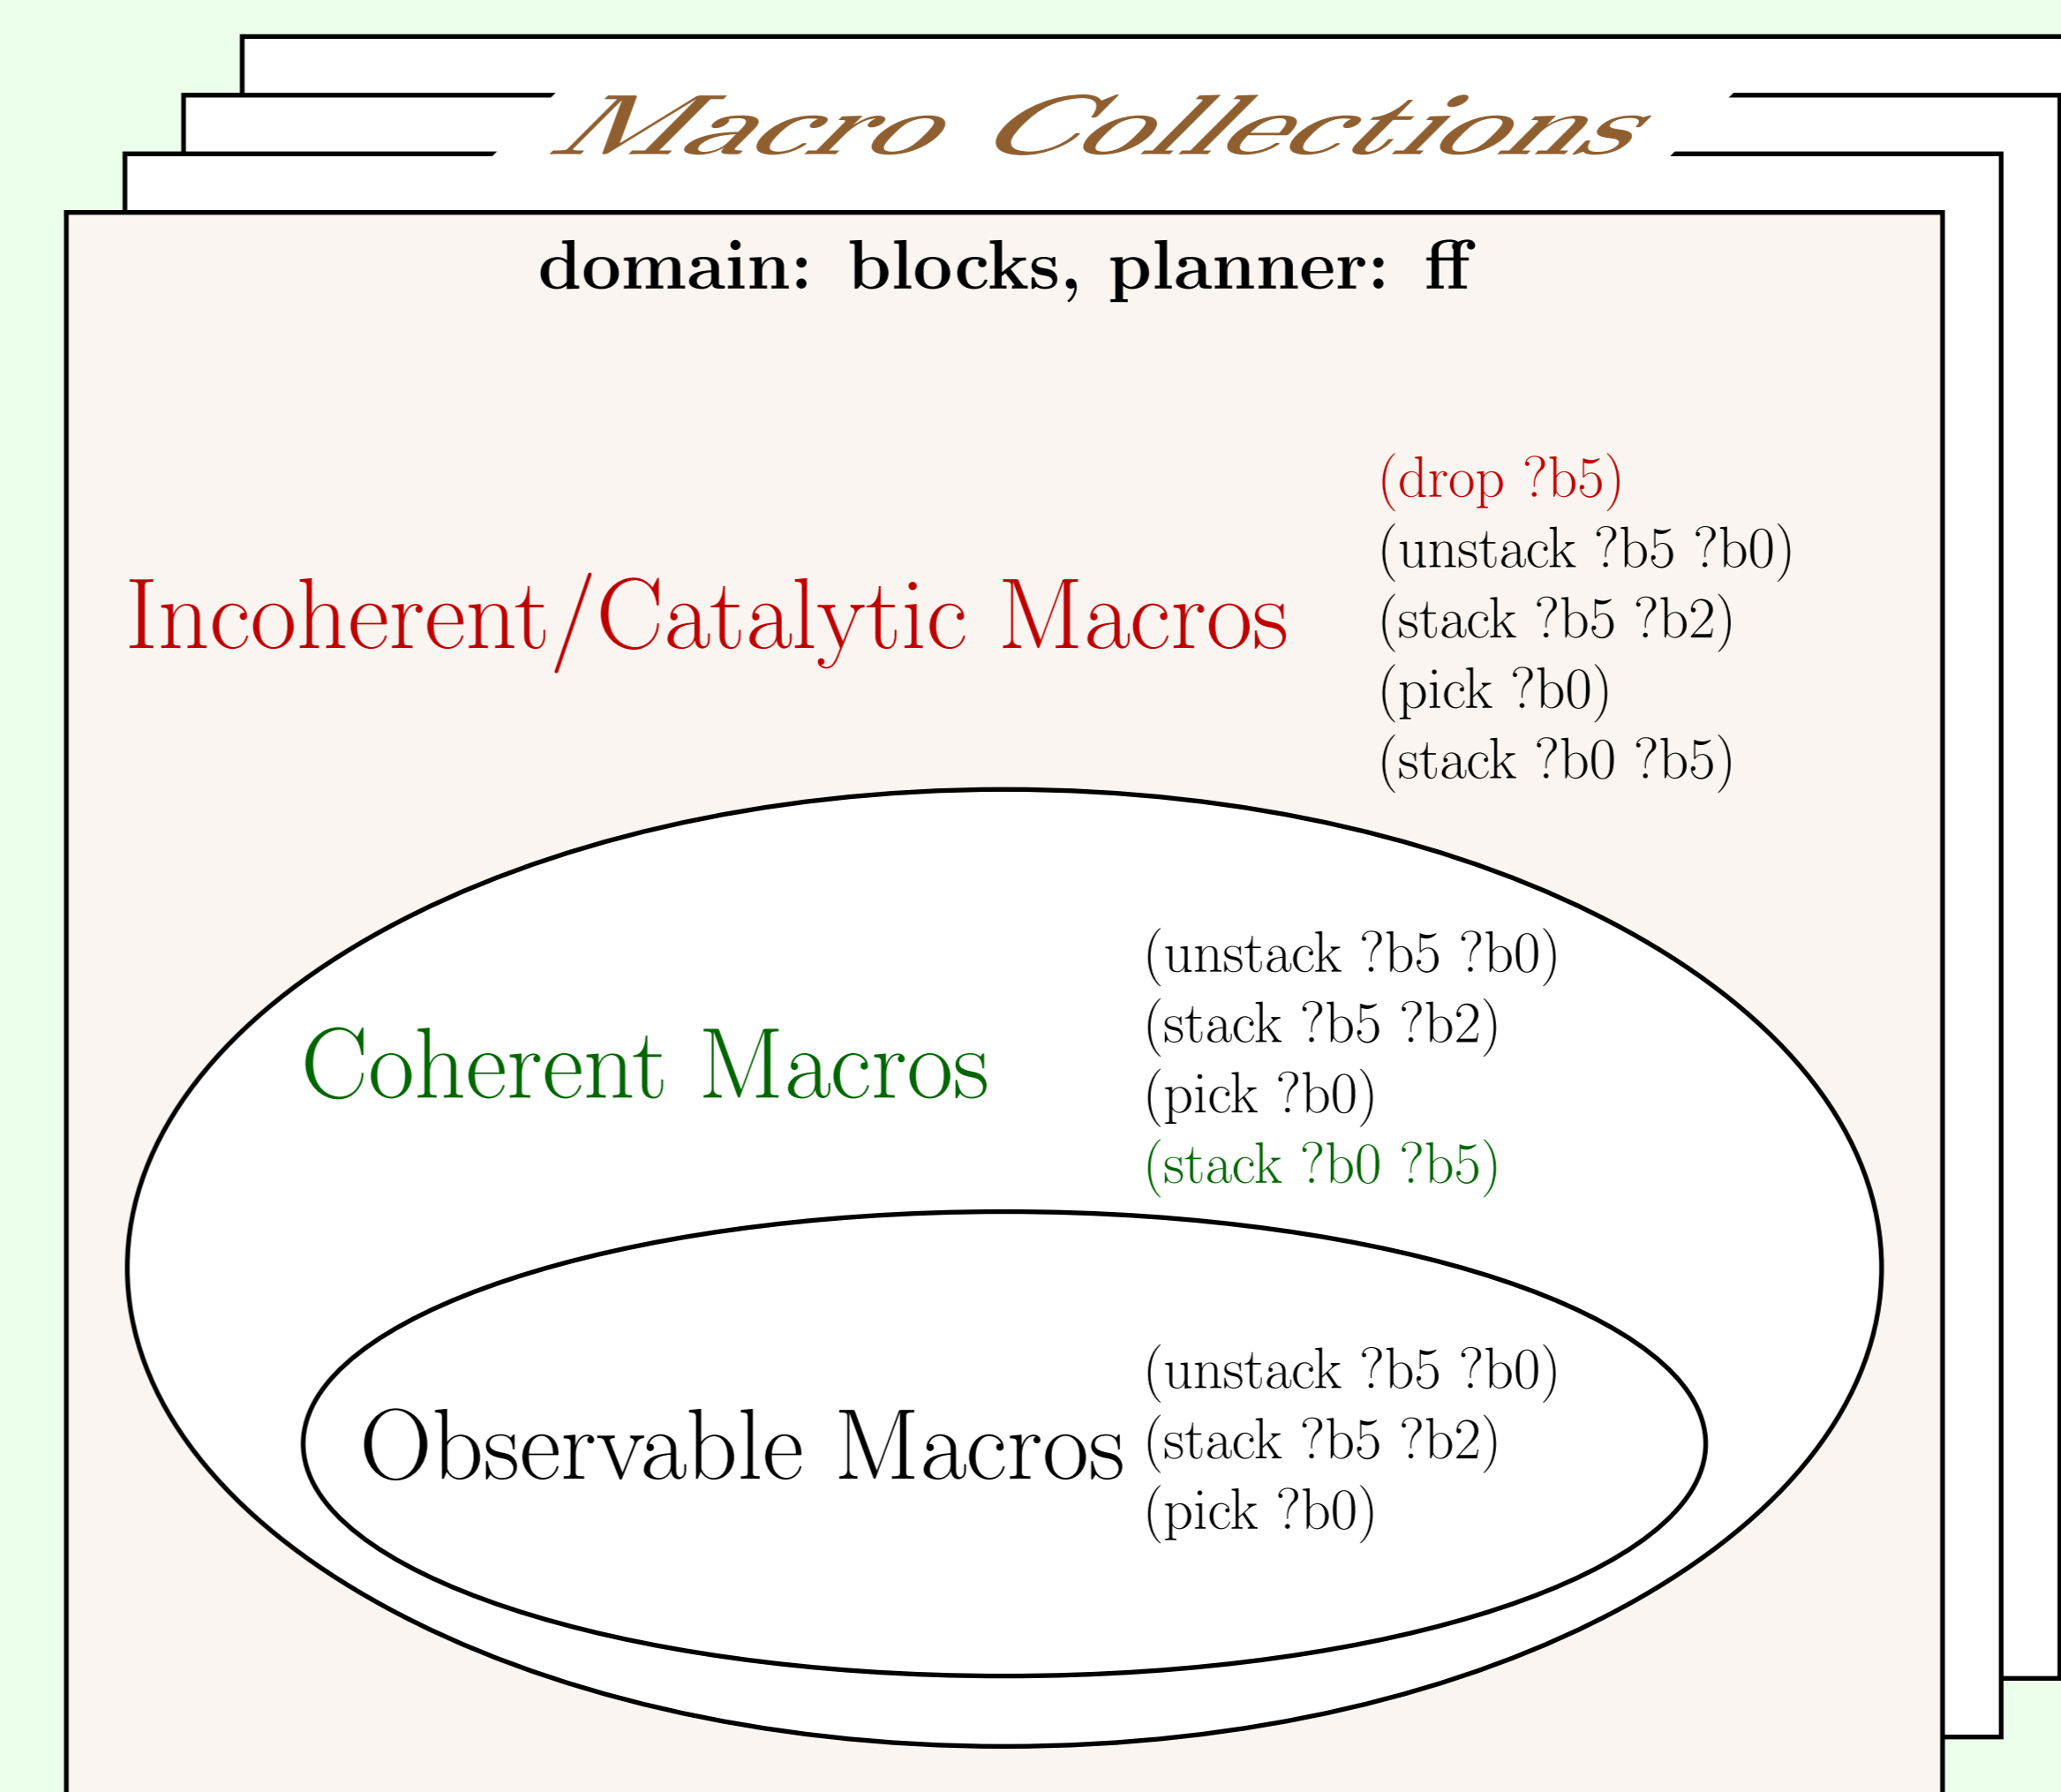 Macro Collections
domain: blocks, planner: ff
Incoherent/Catalytic Macros
(drop ?b5)
(unstack ?b5 ?b0)
(stack ?b5 ?b2)
(pick ?b0)
(stack ?b0 ?b5)
Coherent Macros
(unstack ?b5 ?b0)
(stack ?b5 ?b2)
(pick ?b0)
(stack ?b0 ?b5)
Observable Macros
(unstack ?b5 ?b0)
(stack ?b5 ?b2)
(pick ?b0)